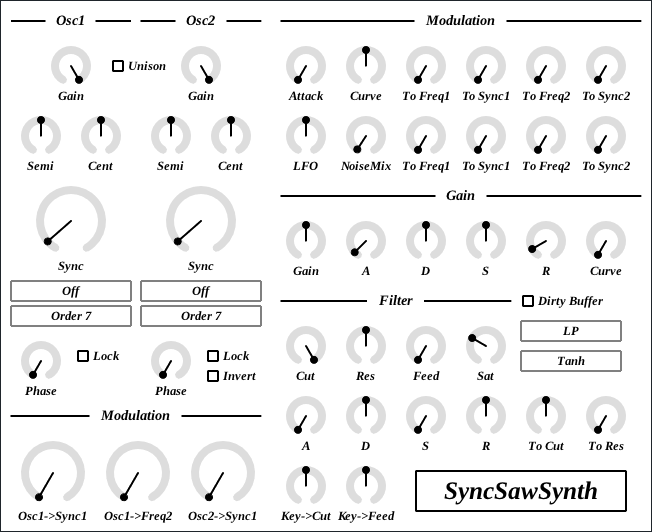 Osc1 Osc2 Modulation
Unison
Gain Gain Attack Curve To Freq1 To Sync1 To Freq2 To Sync2
Semi Cent Semi Cent LFO NoiseMix To Freq1 To Sync1 To Freq2 To Sync2
Gain
Sync Sync Gain A D S R Curve
Off Off
Filter Dirty Buffer
Order 7 Order 7 LP
Lock Lock Tanh
Invert Cut Res Feed Sat
Phase Phase
Modulation
A D S R To Cut To Res
SyncSawSynth
Osc1->Sync1 Osc1->Freq2 Osc2->Sync1 Key->Cut Key->Feed